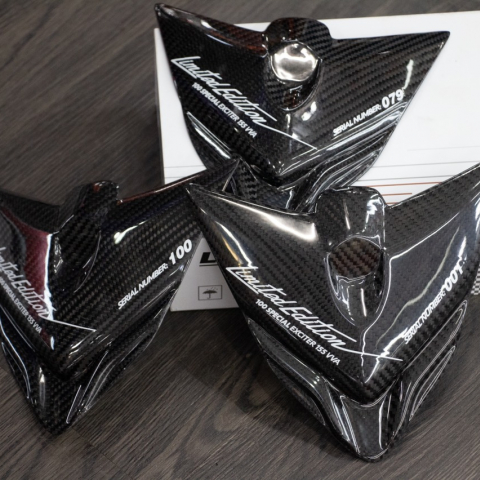 Limited Edition
100 SPECIAL EXCITER 155 VVA
SERIAL NUMBER: 079
Limited Edition
100 SPECIAL EXCITER 155 VVA
SERIAL NUMBER: 100
Limited Edition
100 SPECIAL EXCITER 155 VVA
SERIAL NUMBER: 001